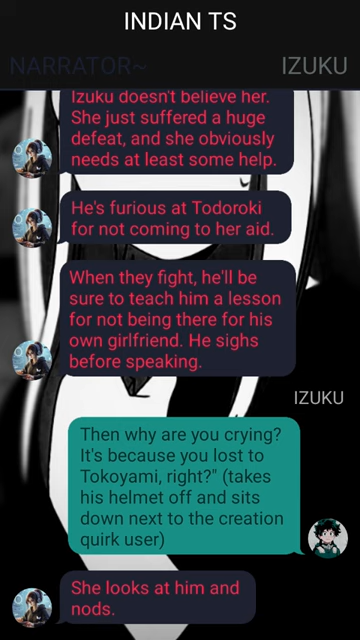 INDIAN TS
NARRATOR~
IZUKU
Izuku doesn't believe her.
She just suffered a huge
defeat, and she obviously
needs at least some help.
He's furious at Todoroki
for not coming to her aid.
When they fight, he'll be
sure to teach him a lesson
for not being there for his
own girlfriend. He sighs
before speaking.
IZUKU
Then why are you crying?
It's because you lost to
Tokoyami, right?" (takes
his helmet off and sits
down next to the creation
quirk user)
She looks at him and
nods.